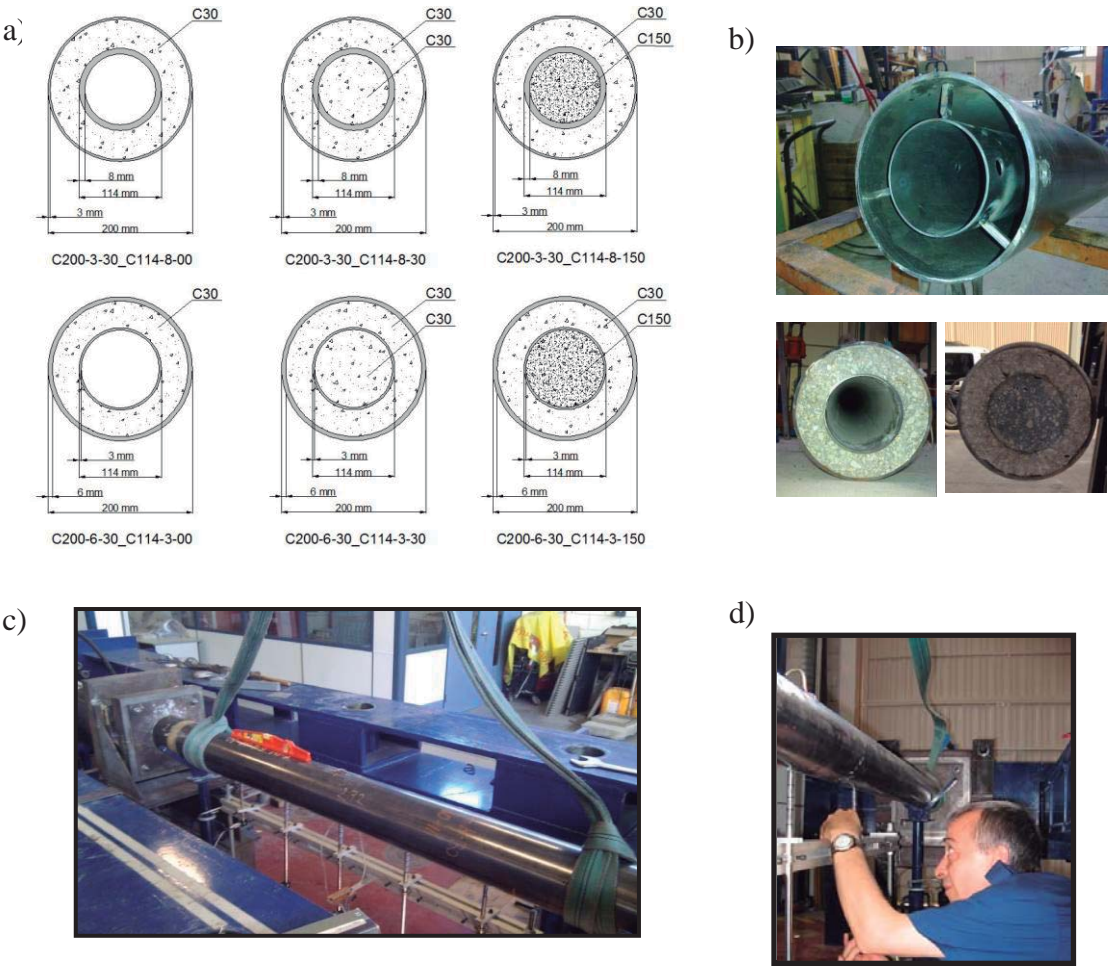 a)
C30
8 mm
114 mm
3 mm
200 mm
C200-3-30_C114-8-00
C30
C30
8 mm
114 mm
3 mm
200 mm
C200-3-30_C114-8-30
C30
C150
8 mm
114 mm
3 mm
200 mm
C200-3-30_C114-8-150
C30
3 mm
114 mm
6 mm
200 mm
C200-6-30_C114-3-00
C30
C30
3 mm
114 mm
6 mm
200 mm
C200-6-30_C114-3-30
C30
C150
3 mm
114 mm
6 mm
200 mm
C200-6-30_C114-3-150
b)
c)
d)